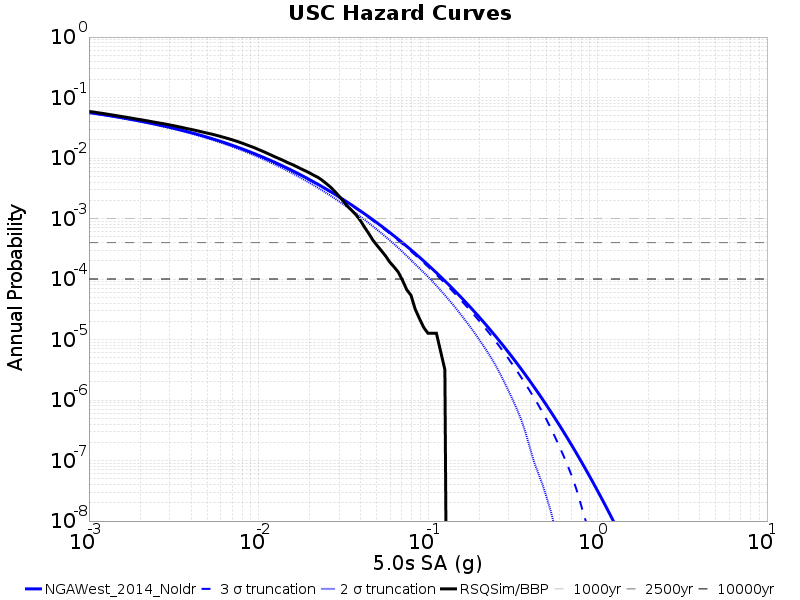 USC Hazard Curves
10^0
10^-1
10^-2
10^-3
10^-4
10^-5
10^-6
10^-7
10^-8
Annual Probability
10^-3 10^-2 10^-1 10^0 10^1
5.0s SA (g)
NGAWest_2014_NoIdr 3 σ truncation 2 σ truncation RSQSim/BBP 1000yr 2500yr 10000yr